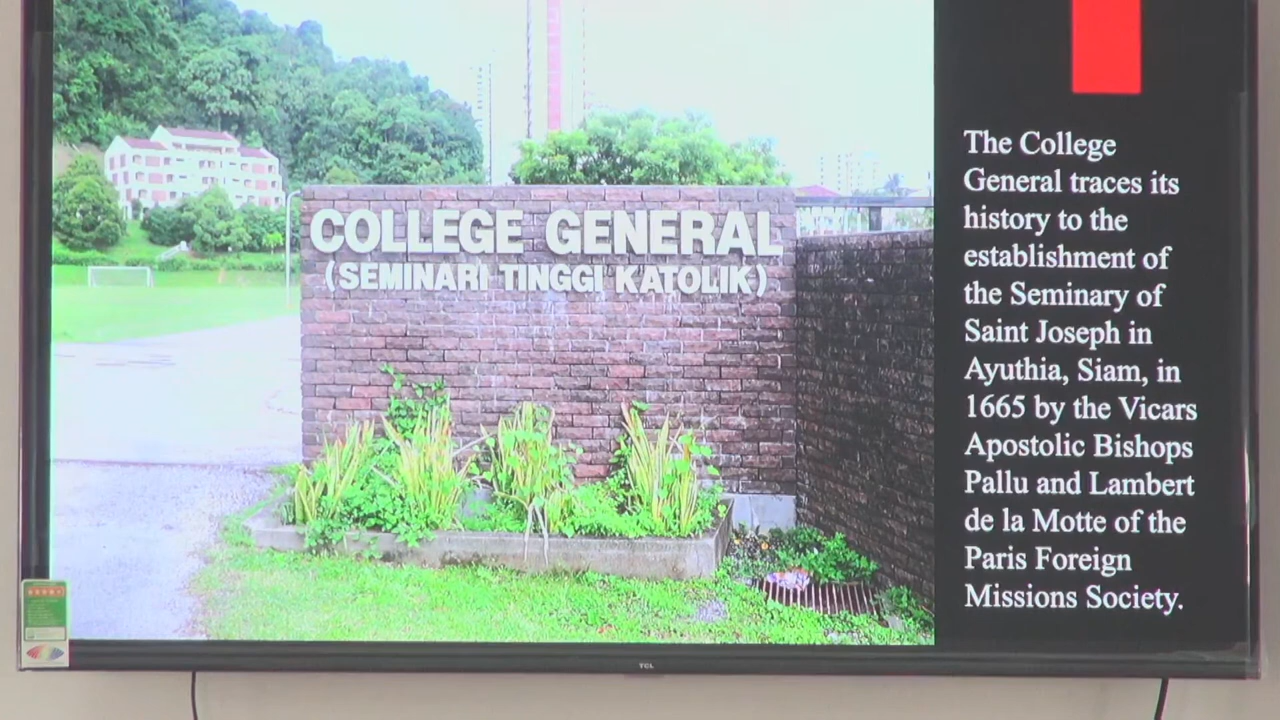 COLLEGE GENERAL
(SEMINARI TINGGI KATOLIK)
The College
General traces its
history to the
establishment of
the Seminary of
Saint Joseph in
Ayuthia, Siam, in
1665 by the Vicars
Apostolic Bishops
Pallu and Lambert
de la Motte of the
Paris Foreign
Missions Society.
TCL